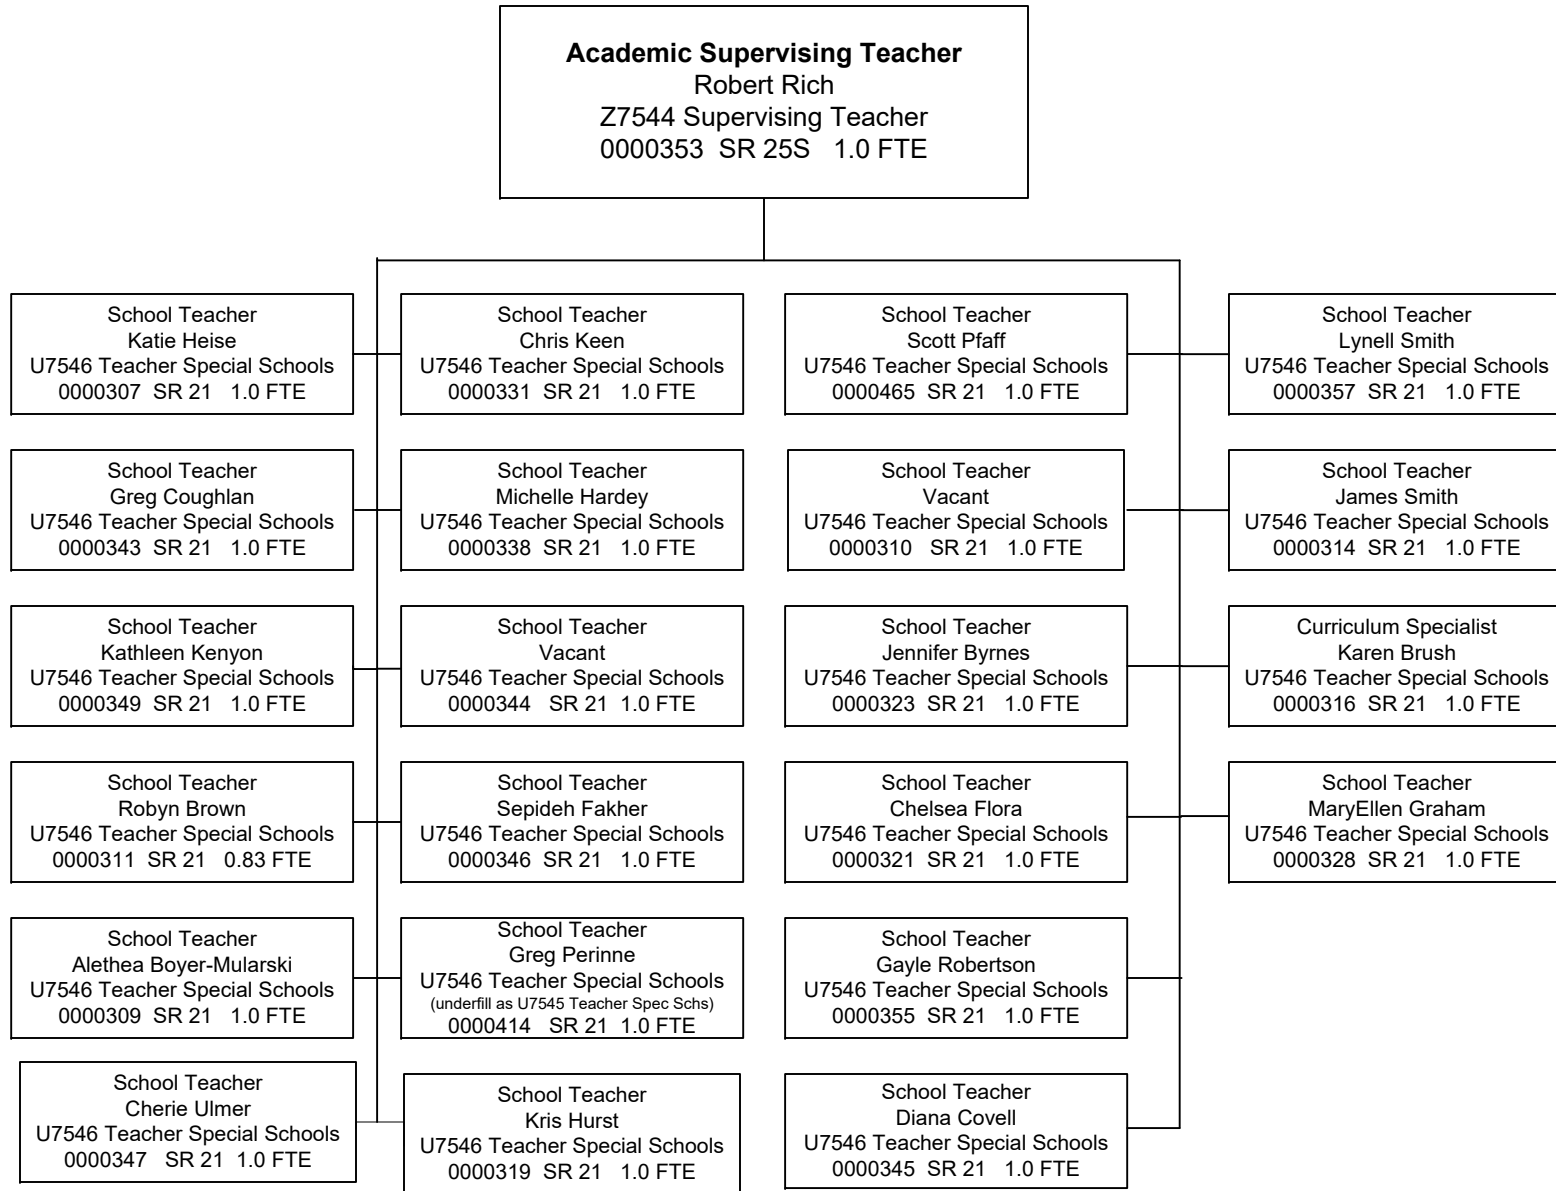 Academic Supervising Teacher
Robert Rich
Z7544 Supervising Teacher
0000353 SR 25S 1.0 FTE
School Teacher
Katie Heise
U7546 Teacher Special Schools
0000307 SR 21 1.0 FTE
School Teacher
Chris Keen
U7546 Teacher Special Schools
0000331 SR 21 1.0 FTE
School Teacher
Scott Pfaff
U7546 Teacher Special Schools
0000465 SR 21 1.0 FTE
School Teacher
Lynell Smith
U7546 Teacher Special Schools
0000357 SR 21 1.0 FTE
School Teacher
Greg Coughlan
U7546 Teacher Special Schools
0000343 SR 21 1.0 FTE
School Teacher
Michelle Hardey
U7546 Teacher Special Schools
0000338 SR 21 1.0 FTE
School Teacher
Vacant
U7546 Teacher Special Schools
0000310 SR 21 1.0 FTE
School Teacher
James Smith
U7546 Teacher Special Schools
0000314 SR 21 1.0 FTE
School Teacher
Kathleen Kenyon
U7546 Teacher Special Schools
0000349 SR 21 1.0 FTE
School Teacher
Vacant
U7546 Teacher Special Schools
0000344 SR 21 1.0 FTE
School Teacher
Jennifer Byrnes
U7546 Teacher Special Schools
0000323 SR 21 1.0 FTE
Curriculum Specialist
Karen Brush
U7546 Teacher Special Schools
0000316 SR 21 1.0 FTE
School Teacher
Robyn Brown
U7546 Teacher Special Schools
0000311 SR 21 0.83 FTE
School Teacher
Sepideh Fakher
U7546 Teacher Special Schools
0000346 SR 21 1.0 FTE
School Teacher
Chelsea Flora
U7546 Teacher Special Schools
0000321 SR 21 1.0 FTE
School Teacher
MaryEllen Graham
U7546 Teacher Special Schools
0000328 SR 21 1.0 FTE
School Teacher
Alethea Boyer-Mularski
U7546 Teacher Special Schools
0000309 SR 21 1.0 FTE
School Teacher
Greg Perinne
U7546 Teacher Special Schools
(underfill as U7545 Teacher Spec Schs)
0000414 SR 21 1.0 FTE
School Teacher
Gayle Robertson
U7546 Teacher Special Schools
0000355 SR 21 1.0 FTE
School Teacher
Cherie Ulmer
U7546 Teacher Special Schools
0000347 SR 21 1.0 FTE
School Teacher
Kris Hurst
U7546 Teacher Special Schools
0000319 SR 21 1.0 FTE
School Teacher
Diana Covell
U7546 Teacher Special Schools
0000345 SR 21 1.0 FTE